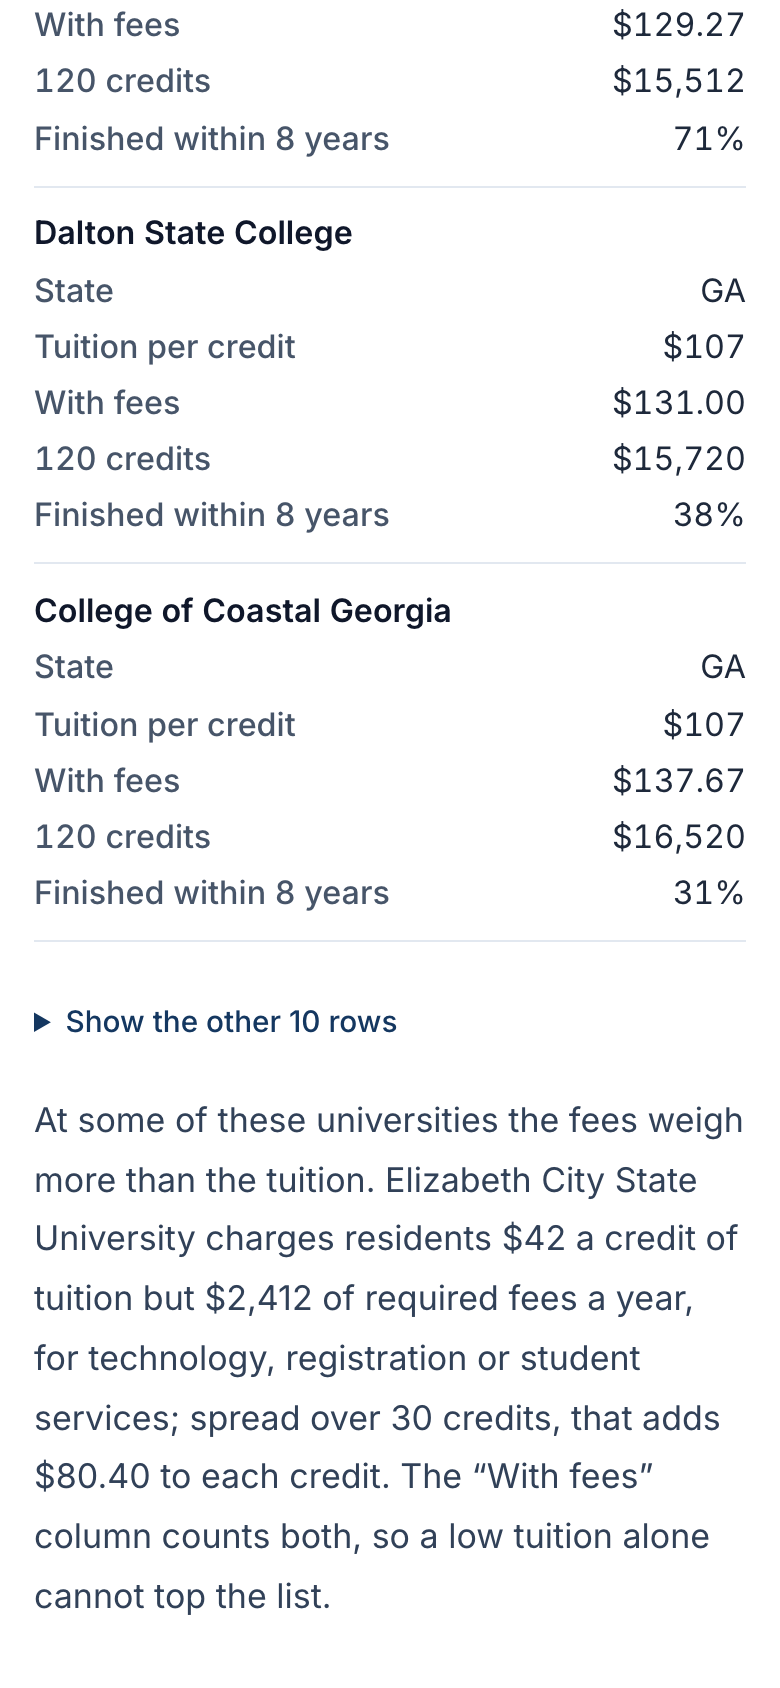 With fees $129.27
120 credits $15,512
Finished within 8 years 71%
Dalton State College
State GA
Tuition per credit $107
With fees $131.00
120 credits $15,720
Finished within 8 years 38%
College of Coastal Georgia
State GA
Tuition per credit $107
With fees $137.67
120 credits $16,520
Finished within 8 years 31%
▶ Show the other 10 rows
At some of these universities the fees weigh
more than the tuition. Elizabeth City State
University charges residents $42 a credit of
tuition but $2,412 of required fees a year,
for technology, registration or student
services; spread over 30 credits, that adds
$80.40 to each credit. The “With fees”
column counts both, so a low tuition alone
cannot top the list.